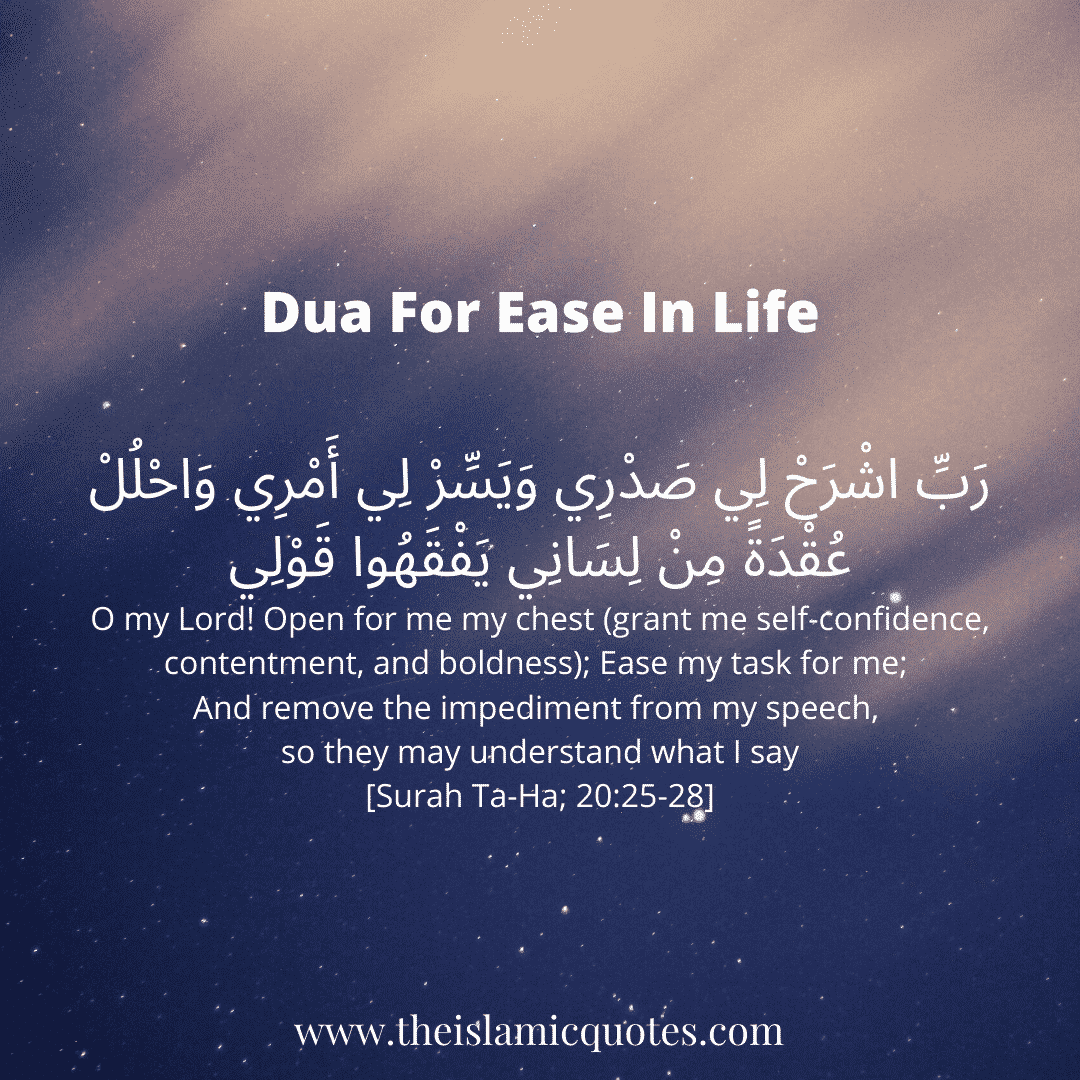 Dua For Ease In Life
رَبِّ اشْرَحْ لِي صَدْرِي وَيَسِّرْ لِي أَمْرِي وَاحْلُلْ
عُقْدَةً مِنْ لِسَانِي يَفْقَهُوا قَوْلِي
O my Lord! Open for me my chest (grant me self-confidence,
contentment, and boldness); Ease my task for me;
And remove the impediment from my speech,
so they may understand what I say
[Surah Ta-Ha; 20:25-28]
www.theislamicquotes.com